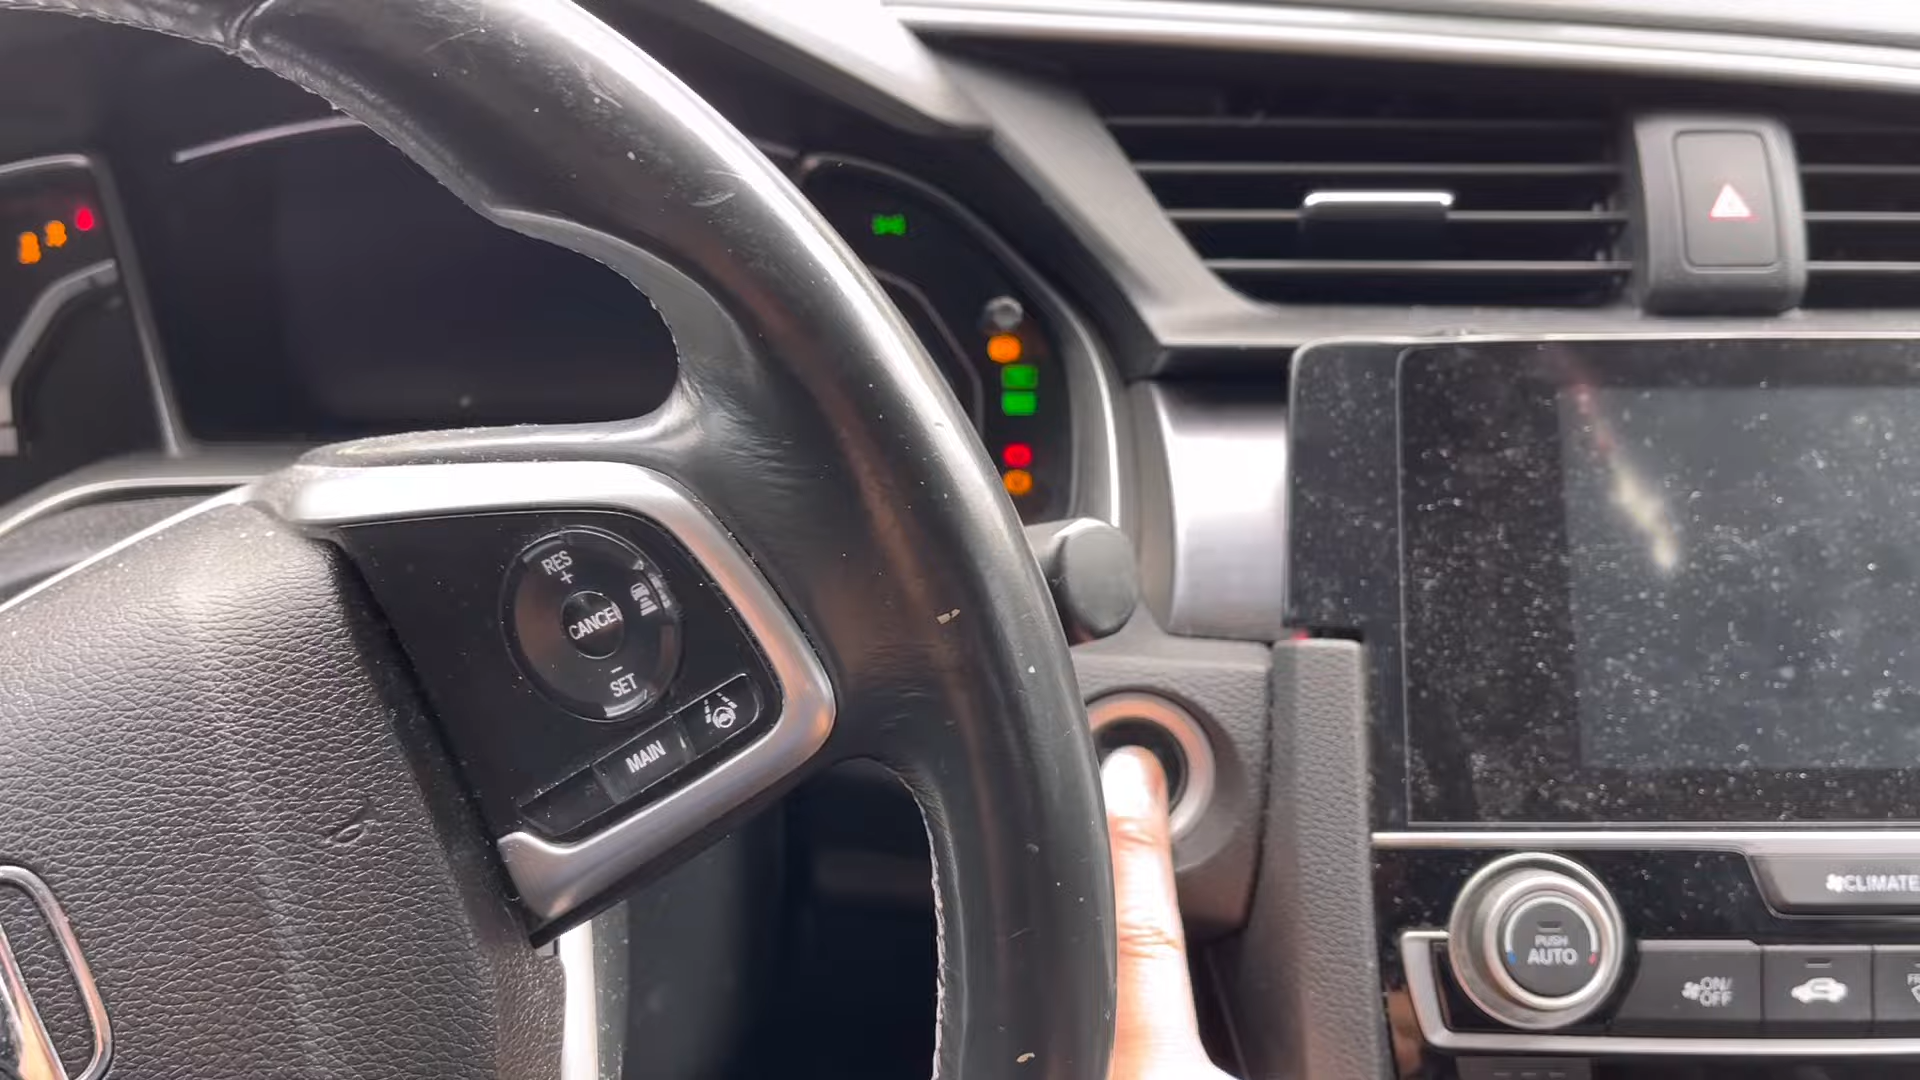 RES
+
CANCEL
−
SET
MAIN
CLIMATE
PUSH
AUTO
ON/
OFF